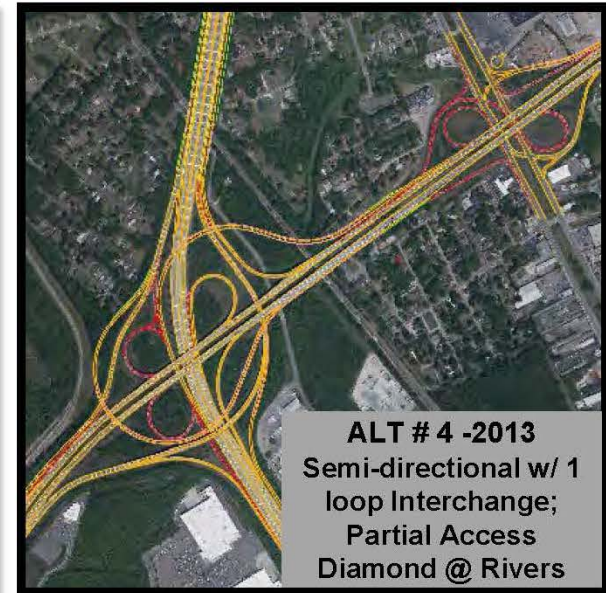 ALT # 4 -2013
Semi-directional w/ 1
loop Interchange;
Partial Access
Diamond @ Rivers